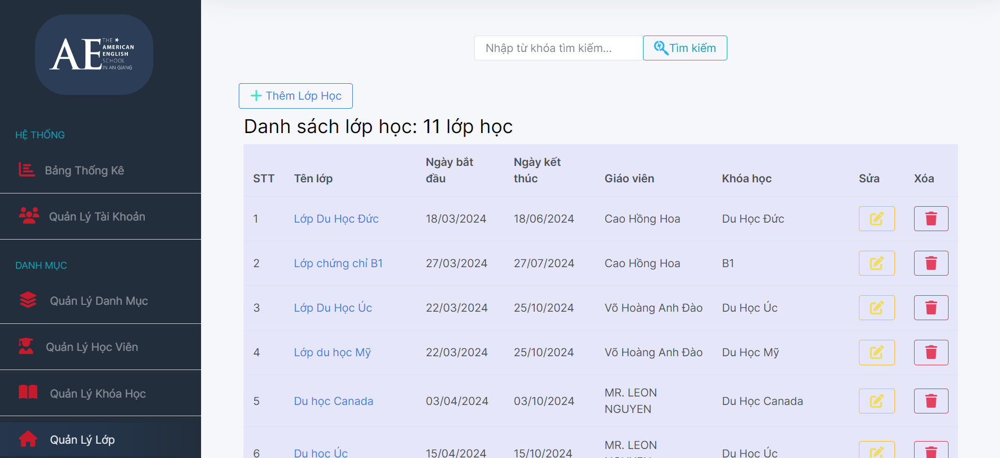 AE
THE
AMERICAN
ENGLISH
SCHOOL
IN AN GIANG
HỆ THỐNG
Bảng Thống Kê
Quản Lý Tài Khoản
DANH MỤC
Quản Lý Danh Mục
Quản Lý Học Viên
Quản Lý Khóa Học
Quản Lý Lớp
Nhập từ khóa tìm kiếm... Tìm kiếm
Thêm Lớp Học
Danh sách lớp học: 11 lớp học
STT Tên lớp Ngày bắt đầu Ngày kết thúc Giáo viên Khóa học Sửa Xóa
1 Lớp Du Học Đức 18/03/2024 18/06/2024 Cao Hồng Hoa Du Học Đức
2 Lớp chứng chỉ B1 27/03/2024 27/07/2024 Cao Hồng Hoa B1
3 Lớp Du Học Úc 22/03/2024 25/10/2024 Võ Hoàng Anh Đào Du Học Úc
4 Lớp du học Mỹ 22/03/2024 25/10/2024 Võ Hoàng Anh Đào Du Học Mỹ
5 Du học Canada 03/04/2024 03/10/2024 MR. LEON NGUYEN Du Học Canada
6 Du học Úc 15/04/2024 15/10/2024 MR. LEON Du Học Úc